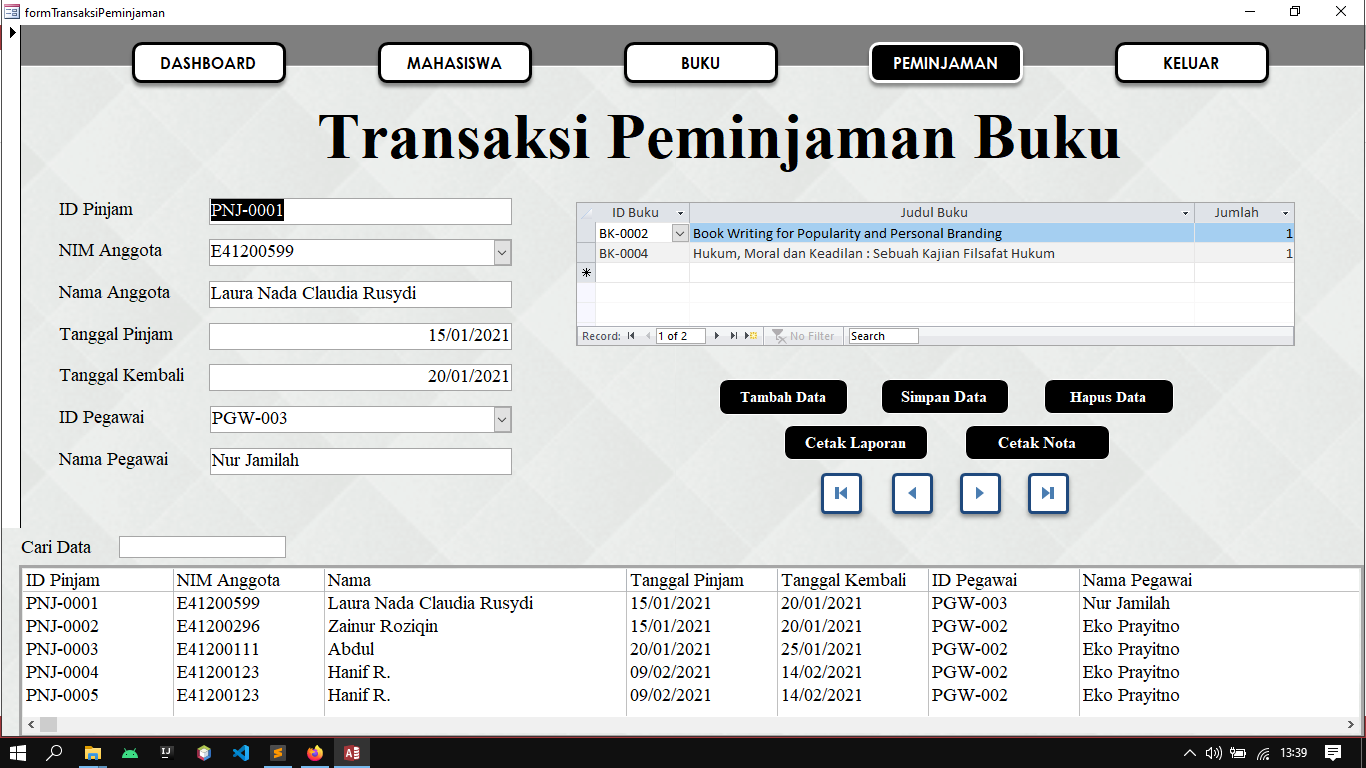 formTransaksiPeminjaman
DASHBOARD MAHASISWA BUKU PEMINJAMAN KELUAR
Transaksi Peminjaman Buku
ID Pinjam PNJ-0001
NIM Anggota E41200599
Nama Anggota Laura Nada Claudia Rusydi
Tanggal Pinjam 15/01/2021
Tanggal Kembali 20/01/2021
ID Pegawai PGW-003
Nama Pegawai Nur Jamilah
ID Buku Judul Buku Jumlah
BK-0002 Book Writing for Popularity and Personal Branding 1
BK-0004 Hukum, Moral dan Keadilan : Sebuah Kajian Filsafat Hukum 1
Record: 1 of 2 No Filter Search
Tambah Data Simpan Data Hapus Data
Cetak Laporan Cetak Nota
Cari Data
ID Pinjam NIM Anggota Nama Tanggal Pinjam Tanggal Kembali ID Pegawai Nama Pegawai
PNJ-0001 E41200599 Laura Nada Claudia Rusydi 15/01/2021 20/01/2021 PGW-003 Nur Jamilah
PNJ-0002 E41200296 Zainur Roziqin 15/01/2021 20/01/2021 PGW-002 Eko Prayitno
PNJ-0003 E41200111 Abdul 20/01/2021 25/01/2021 PGW-002 Eko Prayitno
PNJ-0004 E41200123 Hanif R. 09/02/2021 14/02/2021 PGW-002 Eko Prayitno
PNJ-0005 E41200123 Hanif R. 09/02/2021 14/02/2021 PGW-002 Eko Prayitno
13:39